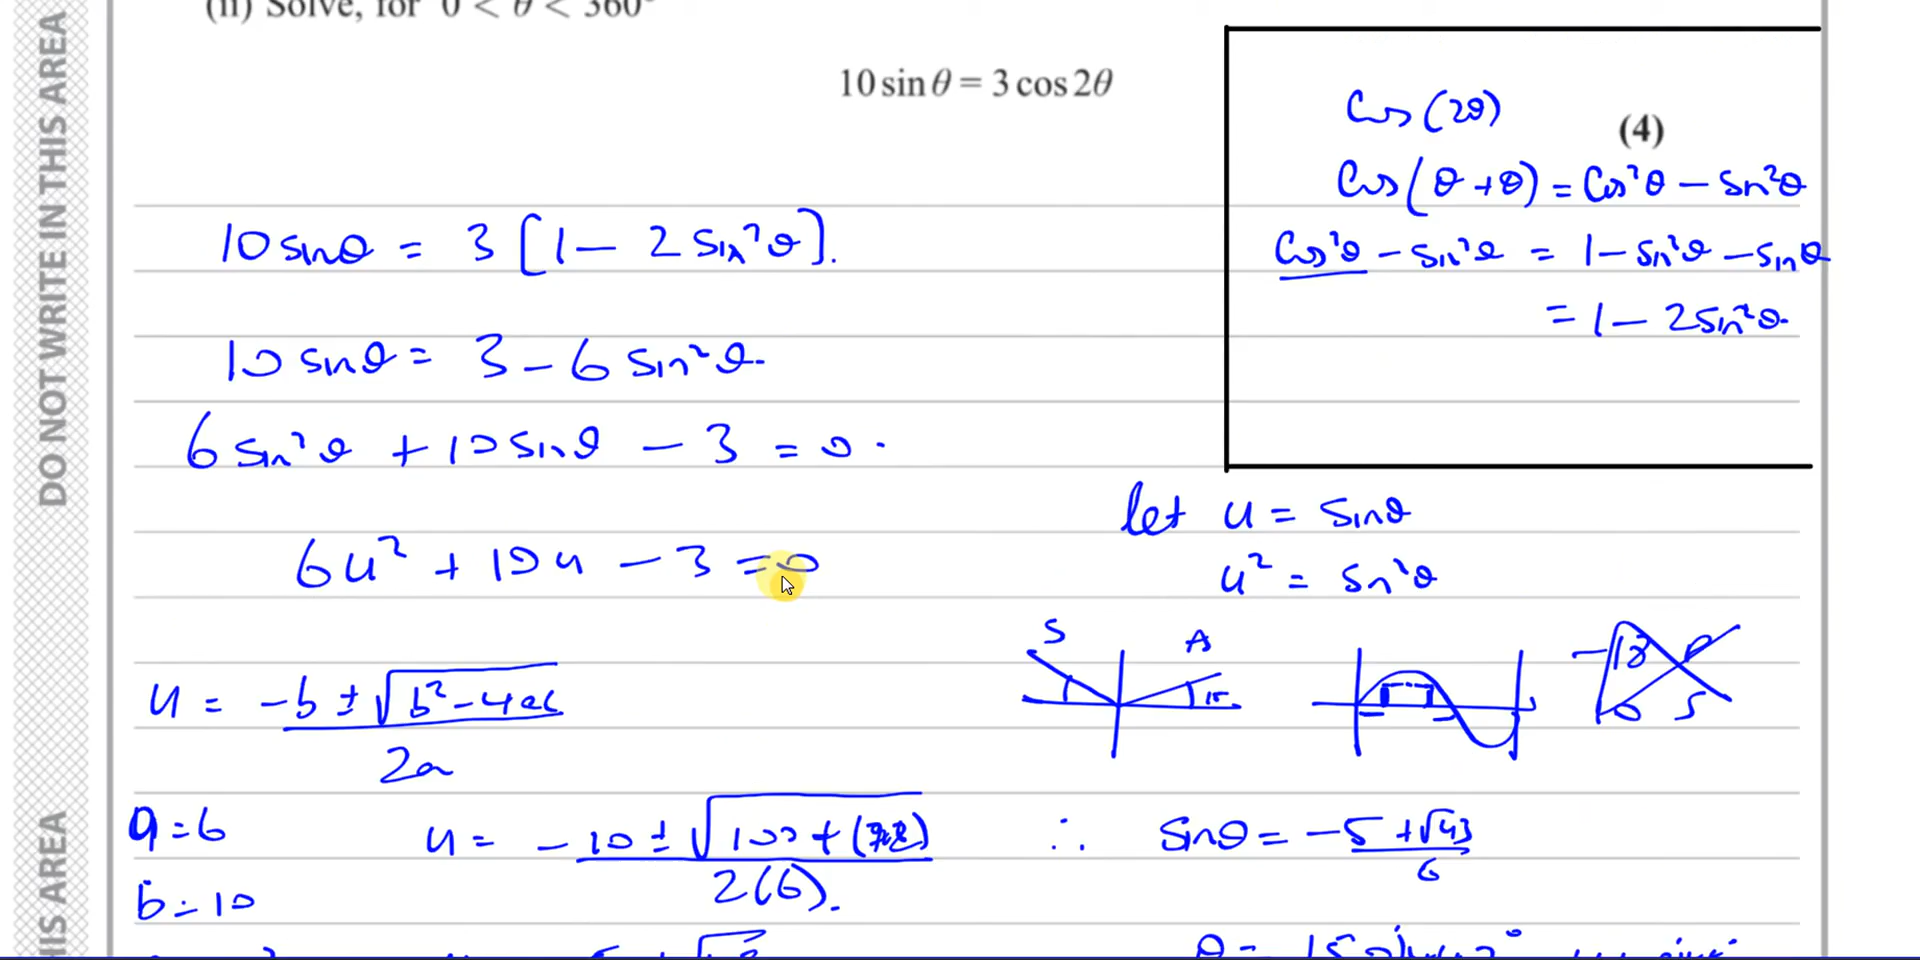 (ii) Solve, for 0 < θ < 360°
10 sin θ = 3 cos 2θ
(4)
Cos (2θ)
Cos (θ + θ) = Cos²θ − sin²θ
Cos²θ − sin²θ = 1 − sin²θ − sinθ
= 1 − 2 sin²θ.
10 sinθ = 3 [1 − 2 sin²θ].
10 sinθ = 3 − 6 sin²θ.
6 sin²θ + 10 sinθ − 3 = 0.
let u = sinθ
u² = sin²θ
6u² + 10u − 3 = 0
S A
u = −b ± √b² − 4ac
2a
a = 6
u = −10 ± √100 + (72)
2(6).
∴ sinθ = −5 + √43
6
b = 10
DO NOT WRITE IN THIS AREA
HIS AREA